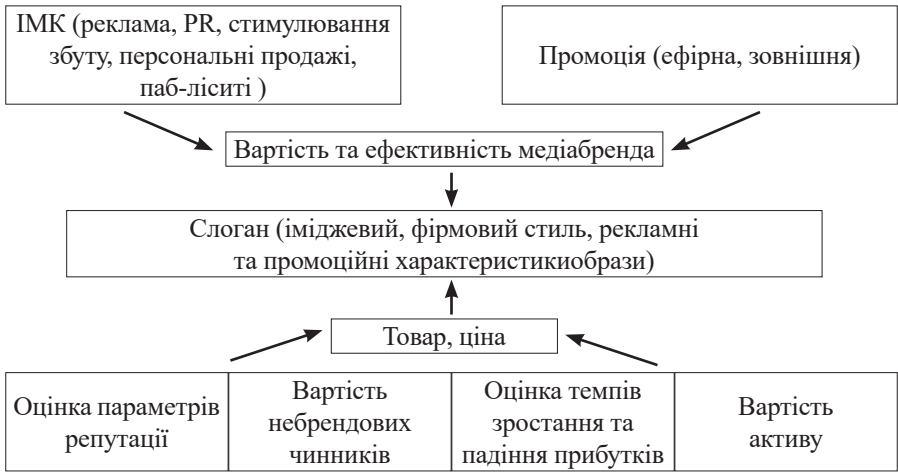 ІМК (реклама, PR, стимулювання
збуту, персональні продажі,
паб-ліситі )
Промоція (ефірна, зовнішня)
Вартість та ефективність медіабренда
Слоган (іміджевий, фірмовий стиль, рекламні
та промоційні характеристикиобрази)
Товар, ціна
Оцінка параметрів
репутації
Вартість
небрендових
чинників
Оцінка темпів
зростання та
падіння прибутків
Вартість
активу